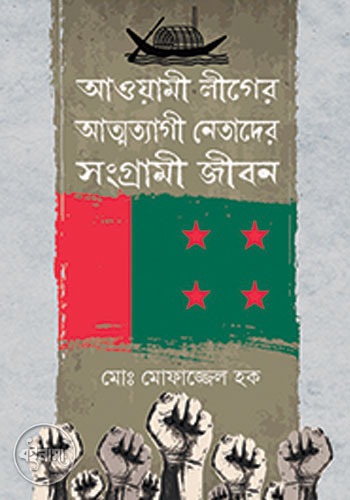 আওয়ামী লীগের
আত্মত্যাগী নেতাদের
সংগ্রামী জীবন
মোঃ মোফাজ্জেল হক